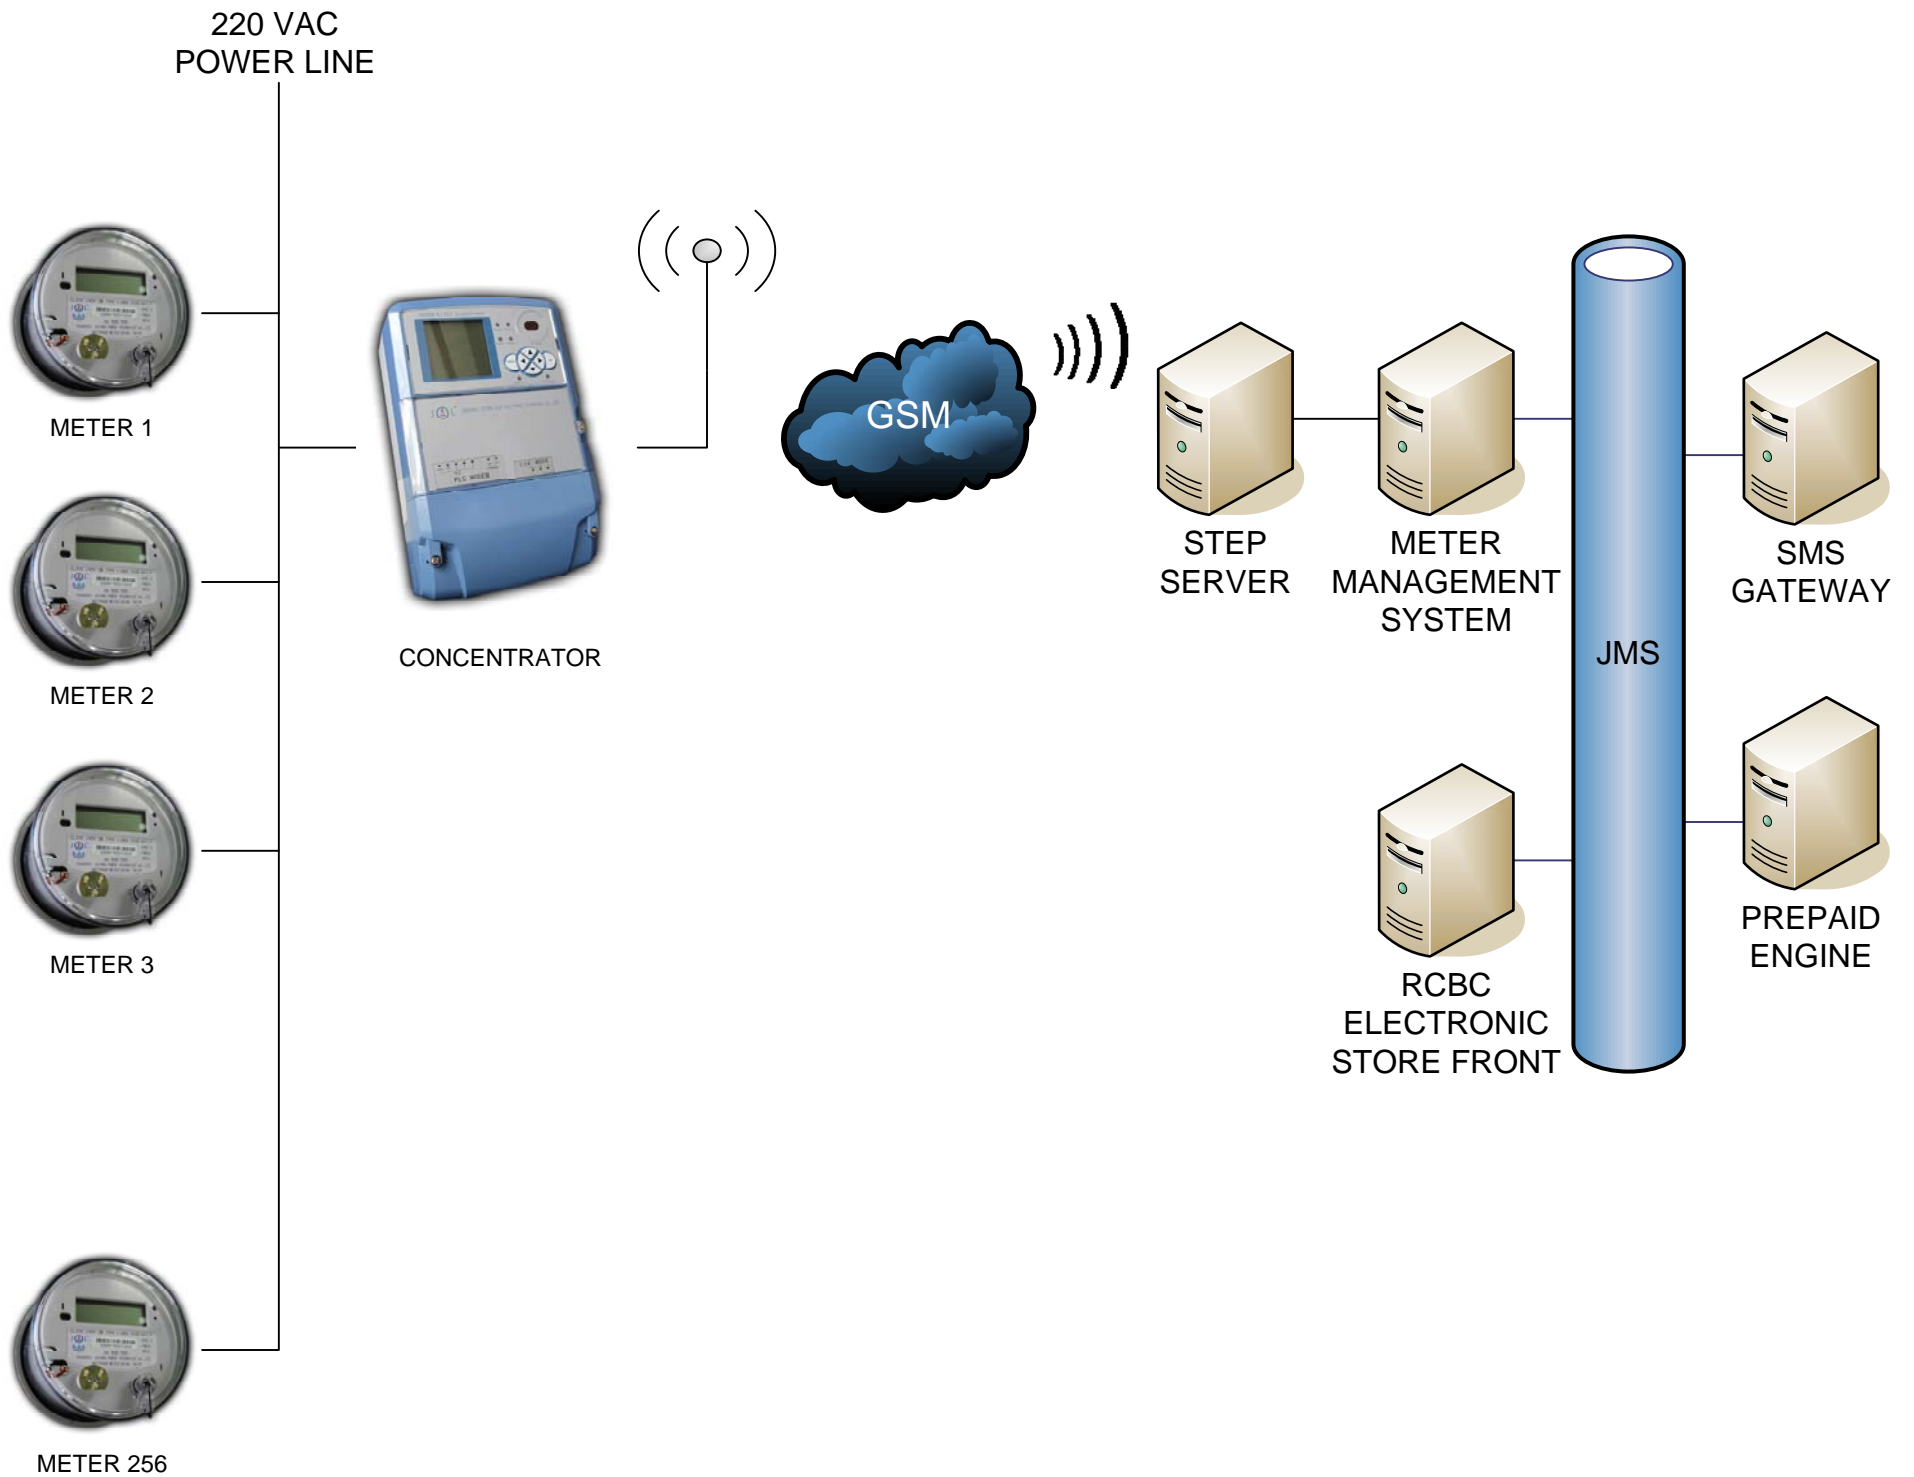 220 VAC
POWER LINE
METER 1
METER 2
METER 3
METER 256
CONCENTRATOR
GSM
STEP
SERVER
METER
MANAGEMENT
SYSTEM
JMS
SMS
GATEWAY
RCBC
ELECTRONIC
STORE FRONT
PREPAID
ENGINE